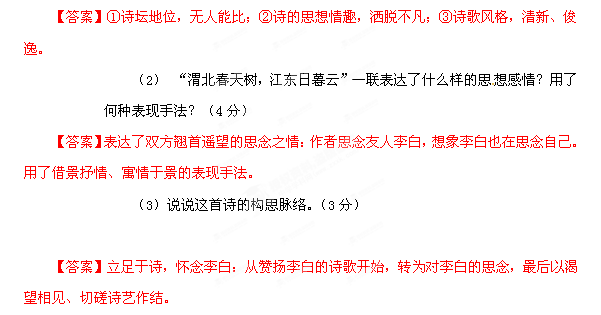 【答案】①诗坛地位，无人能比；②诗的思想情趣，洒脱不凡；③诗歌风格，清新、俊
逸。
（2） “渭北春天树，江东日暮云”一联表达了什么样的思想感情？用了
何种表现手法？（4分）
【答案】表达了双方翘首遥望的思念之情：作者思念友人李白，想象李白也在思念自己。
用了借景抒情、寓情于景的表现手法。
（3）说说这首诗的构思脉络。（3分）
【答案】立足于诗，怀念李白：从赞扬李白的诗歌开始，转为对李白的思念，最后以渴
望相见、切磋诗艺作结。